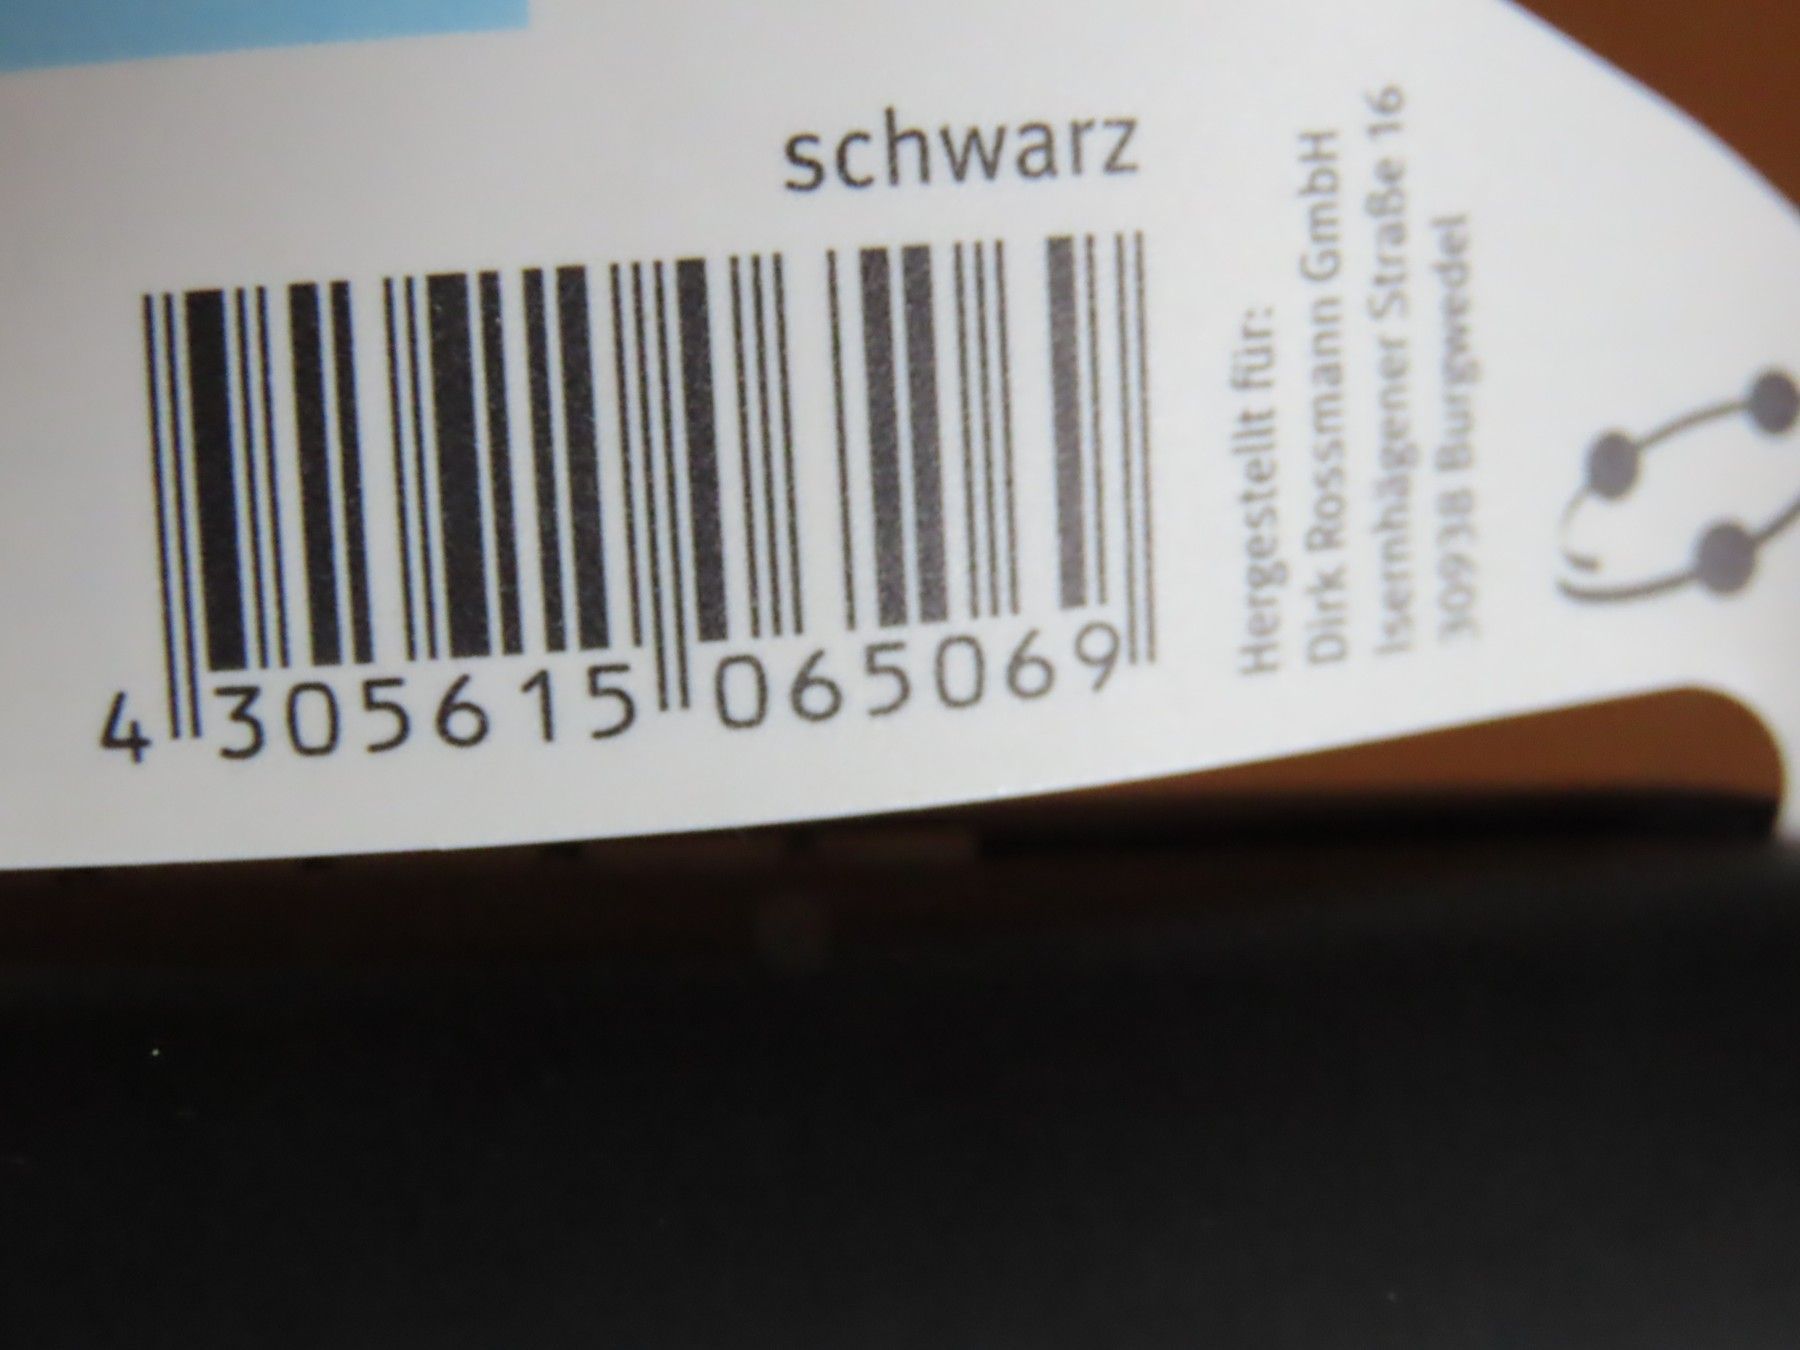 schwarz
4 305615 065069
Hergestellt für:
Dirk Rossmann GmbH
Isernhägener Straße 16
30938 Burgwedel